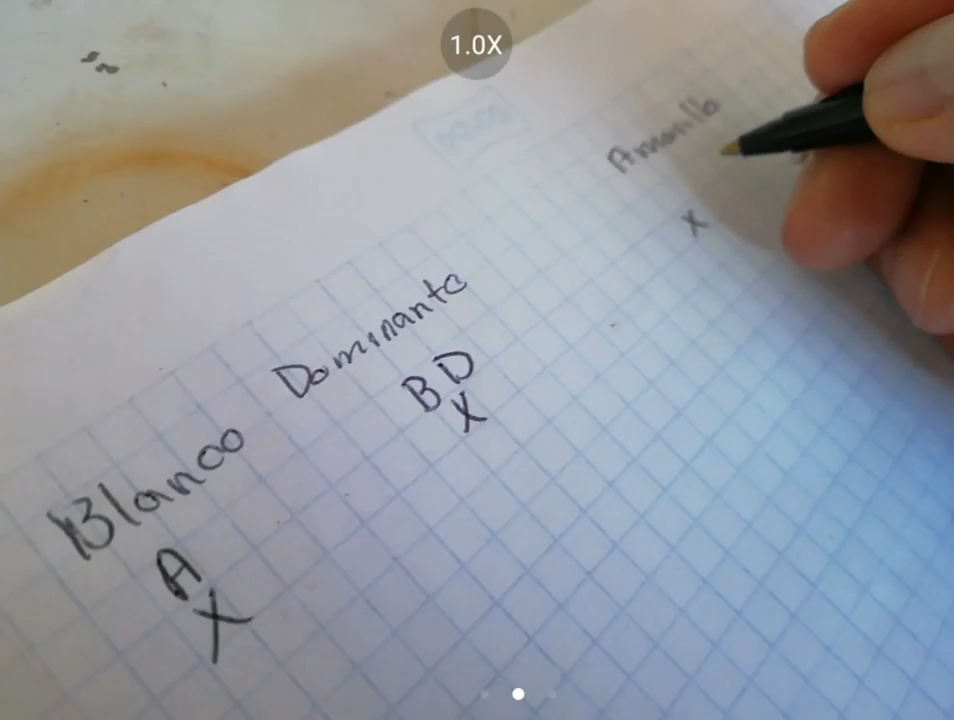 1.0X
Amarillo
X
Blanco Dominante
A BD
X X